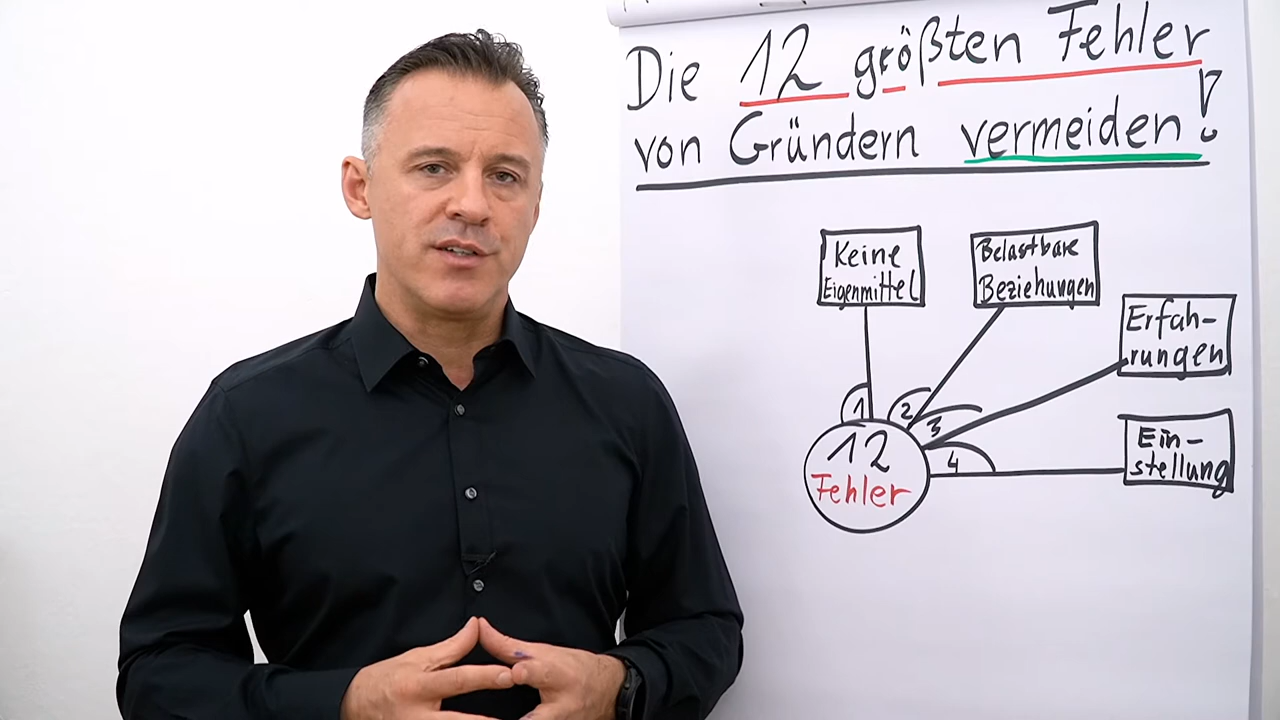 Die 12 größten Fehler
von Gründern vermeiden!
Keine
Eigenmittel
Belastbare
Beziehungen
Erfah-
rungen
Ein-
stellung
1
2
3
4
12
Fehler